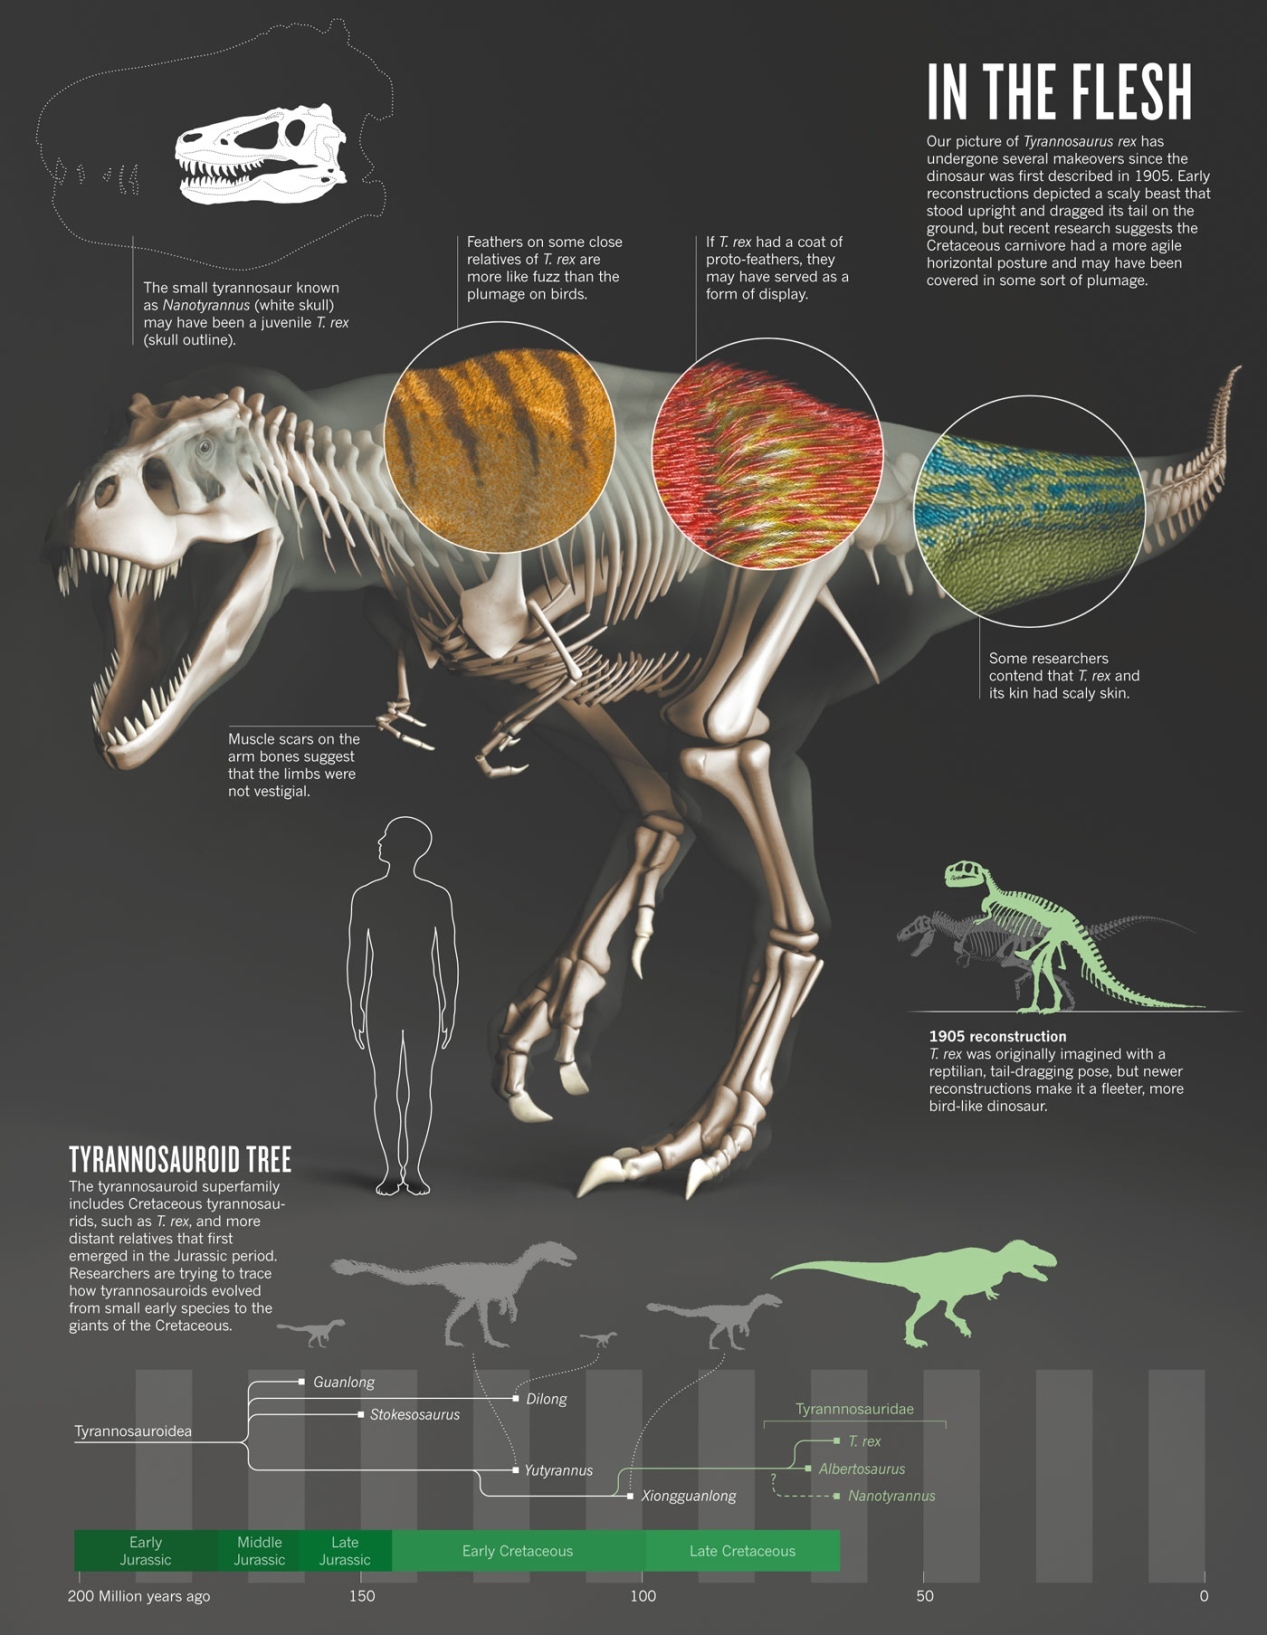 IN THE FLESH
Our picture of Tyrannosaurus rex has
undergone several makeovers since the
dinosaur was first described in 1905. Early
reconstructions depicted a scaly beast that
stood upright and dragged its tail on the
ground, but recent research suggests the
Cretaceous carnivore had a more agile
horizontal posture and may have been
covered in some sort of plumage.
The small tyrannosaur known
as Nanotyrannus (white skull)
may have been a juvenile T. rex
(skull outline).
Feathers on some close
relatives of T. rex are
more like fuzz than the
plumage on birds.
If T. rex had a coat of
proto-feathers, they
may have served as a
form of display.
Some researchers
contend that T. rex and
its kin had scaly skin.
Muscle scars on the
arm bones suggest
that the limbs were
not vestigial.
1905 reconstruction
T. rex was originally imagined with a
reptilian, tail-dragging pose, but newer
reconstructions make it a fleeter, more
bird-like dinosaur.
TYRANNOSAUROID TREE
The tyrannosauroid superfamily
includes Cretaceous tyrannosau-
rids, such as T. rex, and more
distant relatives that first
emerged in the Jurassic period.
Researchers are trying to trace
how tyrannosauroids evolved
from small early species to the
giants of the Cretaceous.
Guanlong
Dilong
Stokesosaurus
Tyrannosauroidea
Tyrannnosauridae
T. rex
Yutyrannus
Albertosaurus
?
Xiongguanlong
Nanotyrannus
Early
Jurassic
Middle
Jurassic
Late
Jurassic
Early Cretaceous
Late Cretaceous
200 Million years ago
150
100
50
0